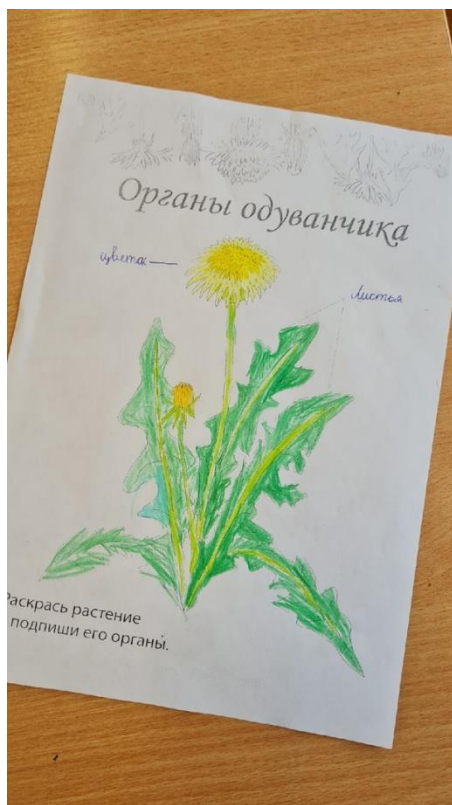 Органы одуванчика
цветок
листья
Раскрась растение
подпиши его органы.